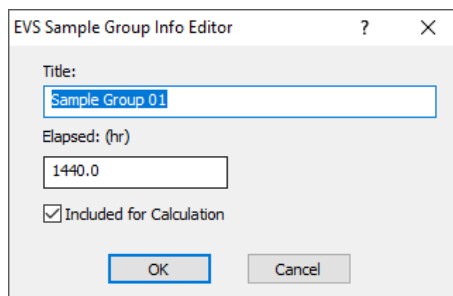 EVS Sample Group Info Editor ?
Title:
Sample Group 01
Elapsed: (hr)
1440.0
Included for Calculation
OK Cancel